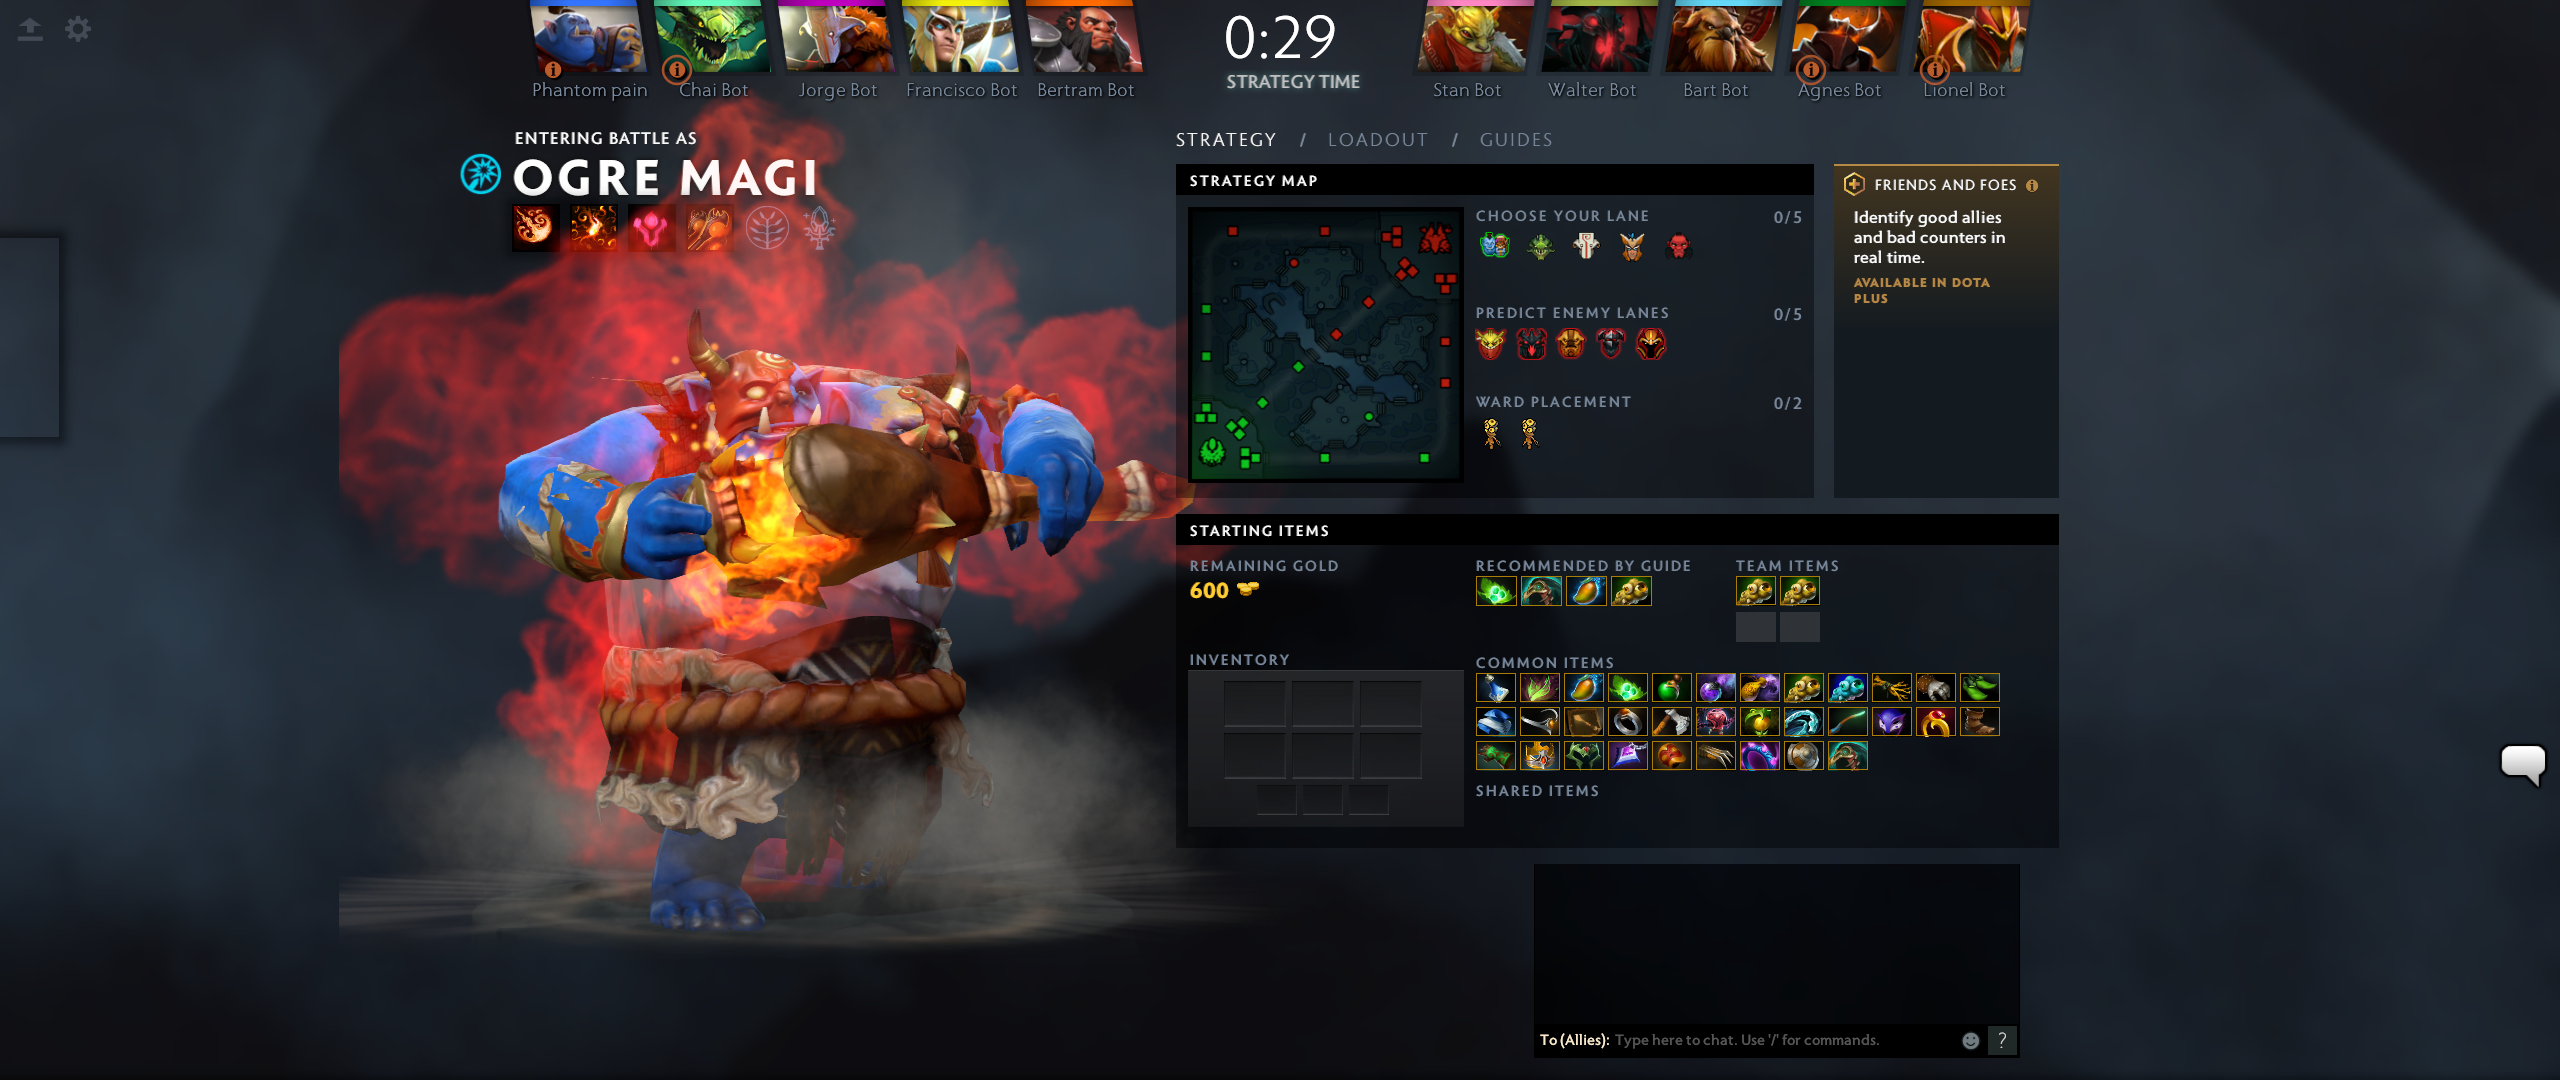 0:29
STRATEGY TIME
Phantom pain
Chai Bot
Jorge Bot
Francisco Bot
Bertram Bot
Stan Bot
Walter Bot
Bart Bot
Agnes Bot
Lionel Bot
ENTERING BATTLE AS
OGRE MAGI
STRATEGY / LOADOUT / GUIDES
STRATEGY MAP
CHOOSE YOUR LANE 0/5
PREDICT ENEMY LANES 0/5
WARD PLACEMENT 0/2
FRIENDS AND FOES
Identify good allies
and bad counters in
real time.
AVAILABLE IN DOTA
PLUS
STARTING ITEMS
REMAINING GOLD
600
RECOMMENDED BY GUIDE
TEAM ITEMS
INVENTORY
COMMON ITEMS
SHARED ITEMS
To (Allies): Type here to chat. Use '/' for commands.
?